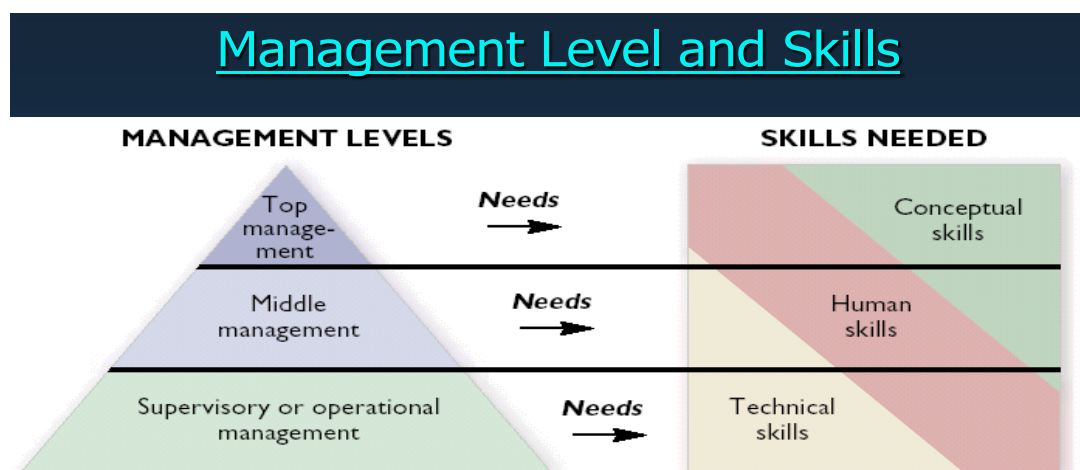 Management Level and Skills
MANAGEMENT LEVELS
SKILLS NEEDED
Top
manage-
ment
Needs
Conceptual
skills
Middle
management
Needs
Human
skills
Supervisory or operational
management
Needs
Technical
skills